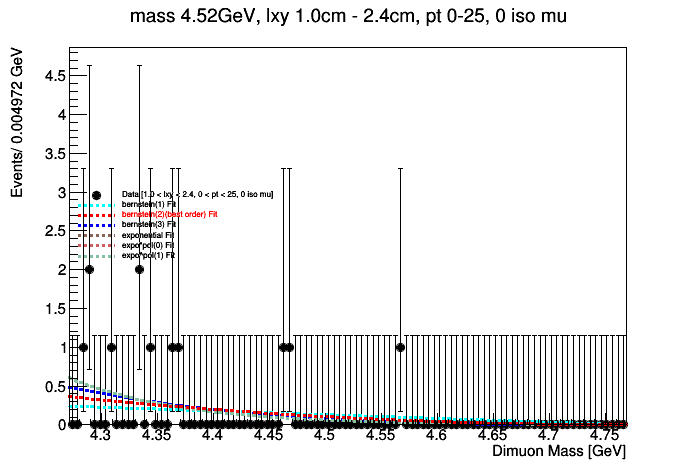 mass 4.52GeV, lxy 1.0cm - 2.4cm, pt 0-25, 0 iso mu
Events/ 0.004972 GeV
4.5
4
3.5
3
2.5
2
1.5
1
0.5
0
Data [1.0 < lxy < 2.4, 0 < pt < 25, 0 iso mu]
bernstein(1) Fit
bernstein(2)(best order) Fit
bernstein(3) Fit
exponential Fit
expo*pol(0) Fit
expo*pol(1) Fit
4.3 4.35 4.4 4.45 4.5 4.55 4.6 4.65 4.7 4.75
Dimuon Mass [GeV]